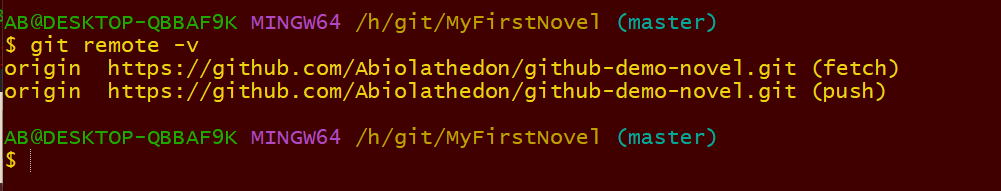 AB@DESKTOP-QBBAF9K MINGW64 /h/git/MyFirstNovel (master)
$ git remote -v
origin  https://github.com/Abiolathedon/github-demo-novel.git (fetch)
origin  https://github.com/Abiolathedon/github-demo-novel.git (push)
AB@DESKTOP-QBBAF9K MINGW64 /h/git/MyFirstNovel (master)
$